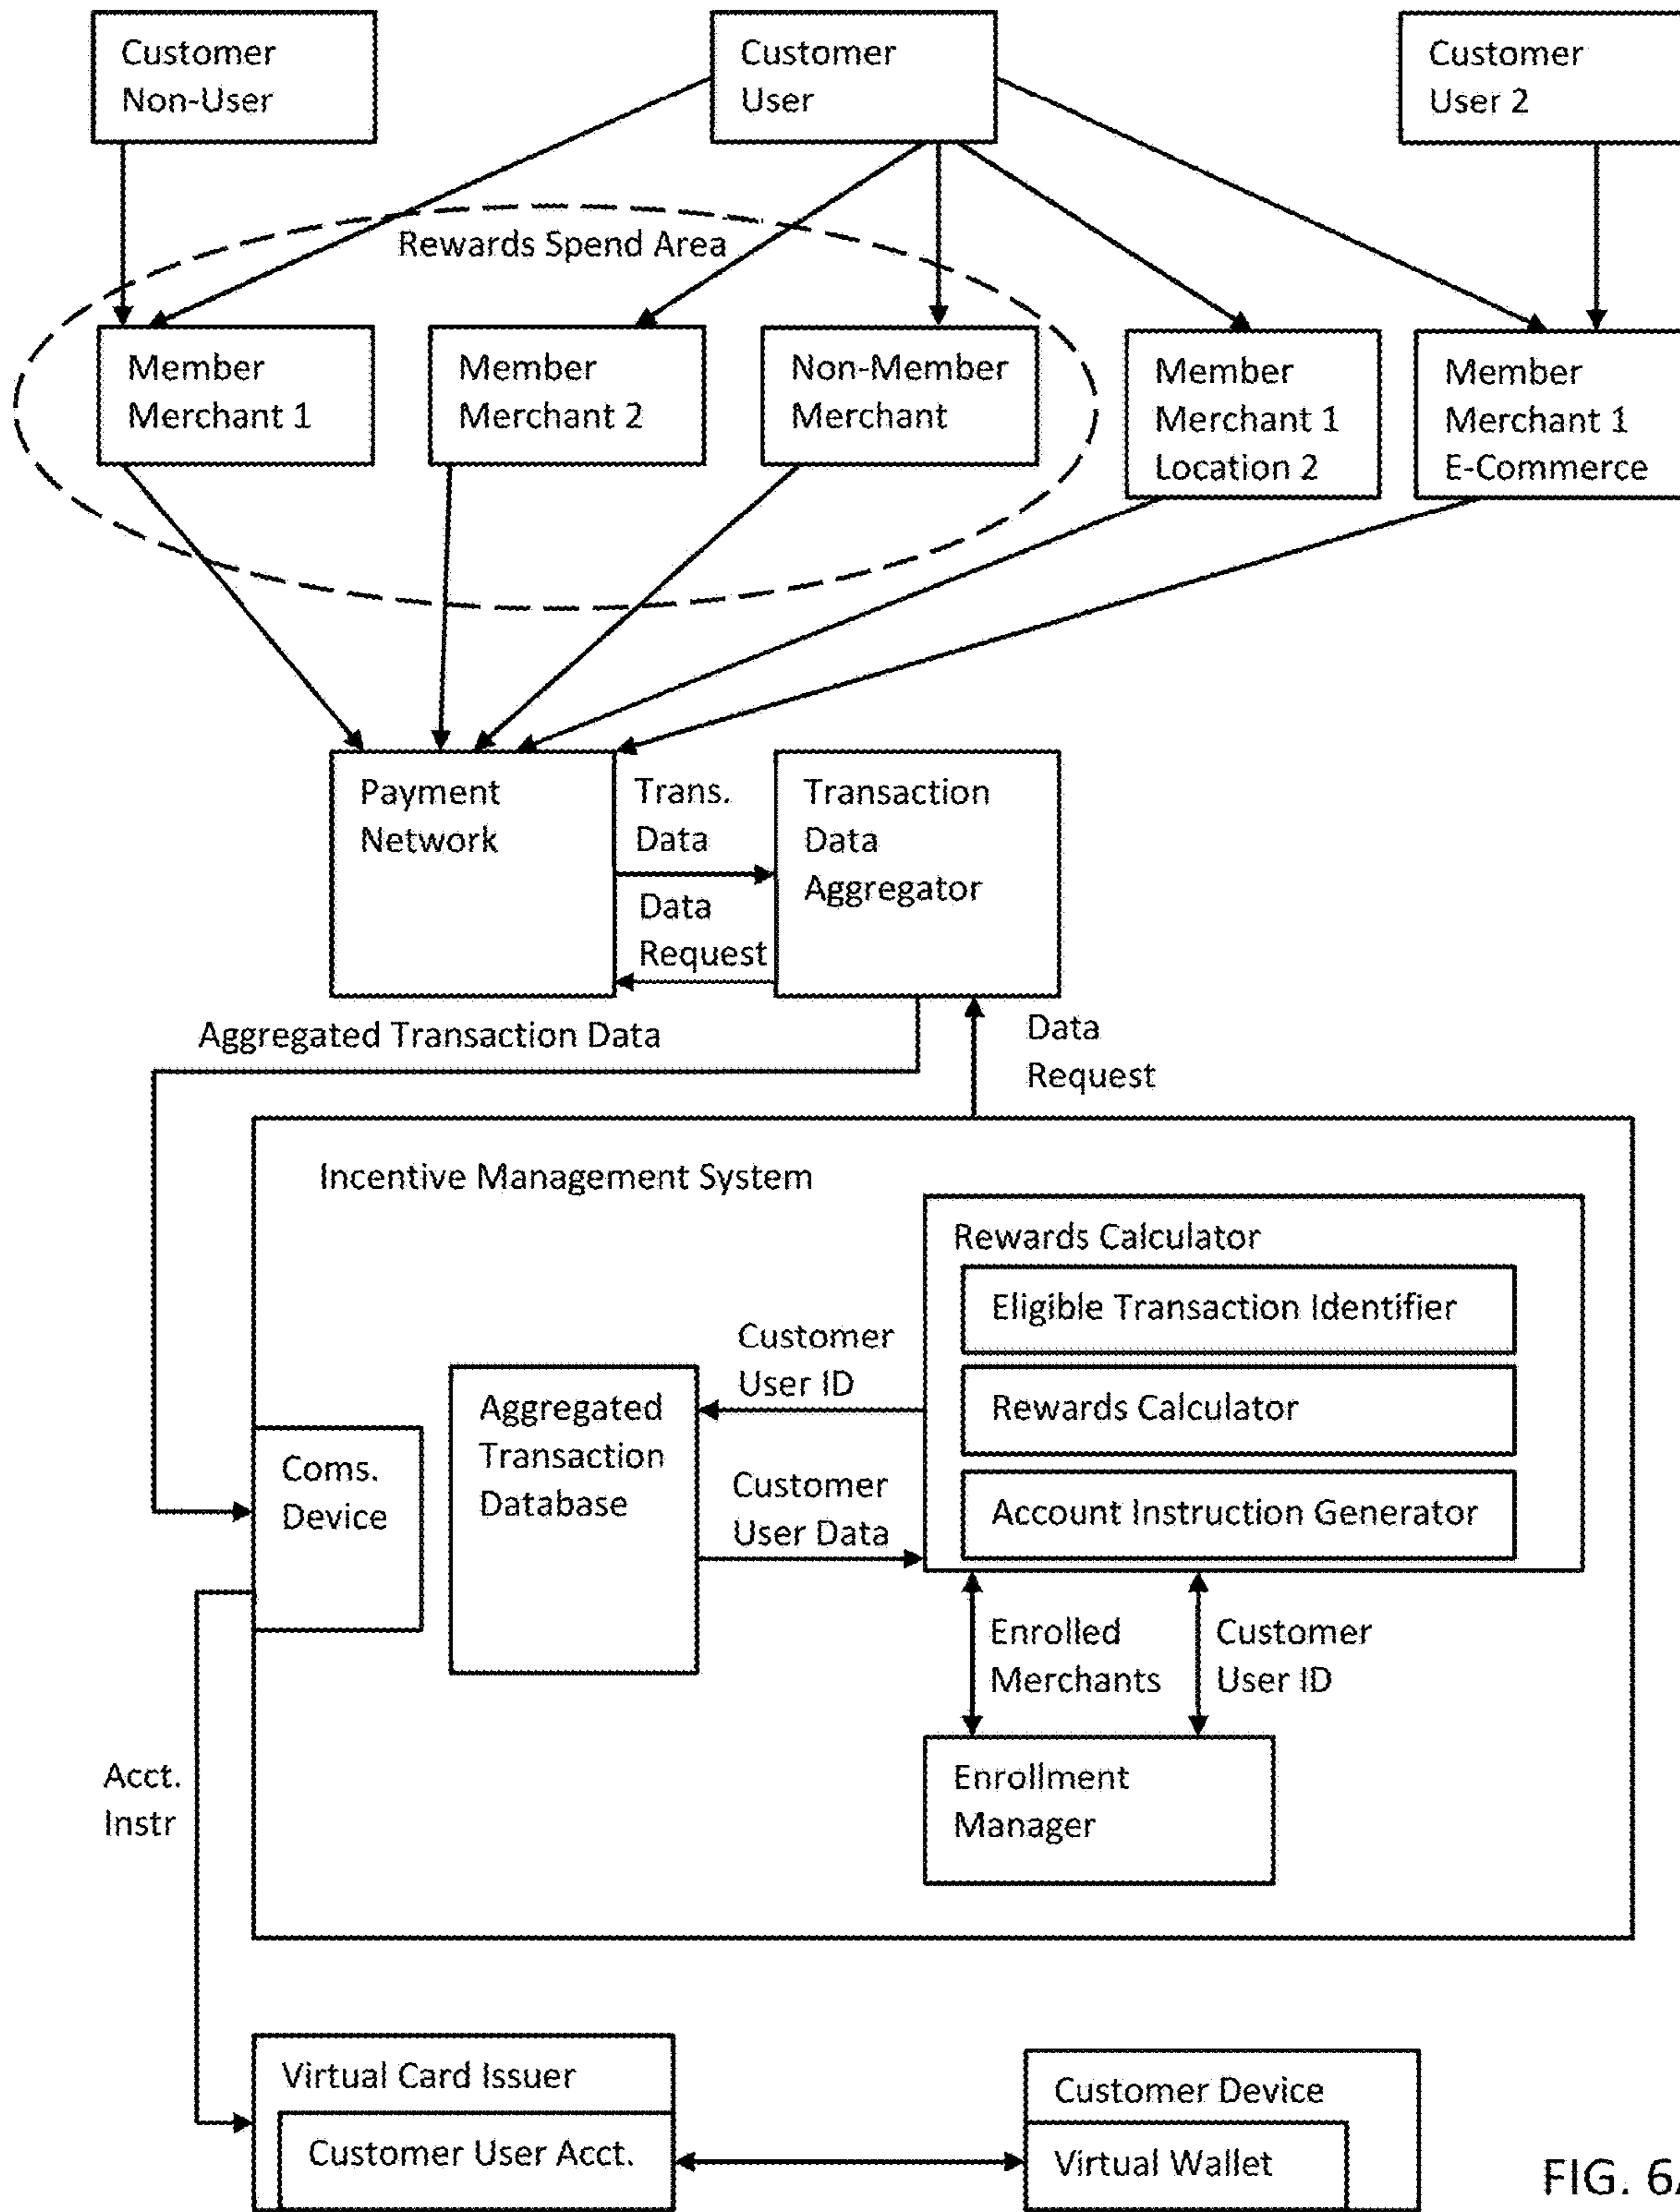 Customer
Non-User
Customer
User
Customer
User 2
Rewards Spend Area
Member
Merchant 1
Member
Merchant 2
Non-Member
Merchant
Member
Merchant 1
Location 2
Member
Merchant 1
E-Commerce
Payment
Network
Trans.
Data
Data
Request
Transaction
Data
Aggregator
Aggregated Transaction Data
Data
Request
Incentive Management System
Rewards Calculator
Eligible Transaction Identifier
Rewards Calculator
Account Instruction Generator
Customer
User ID
Aggregated
Transaction
Database
Customer
User Data
Coms.
Device
Enrolled
Merchants
Customer
User ID
Enrollment
Manager
Acct.
Instr
Virtual Card Issuer
Customer User Acct.
Customer Device
Virtual Wallet
FIG.